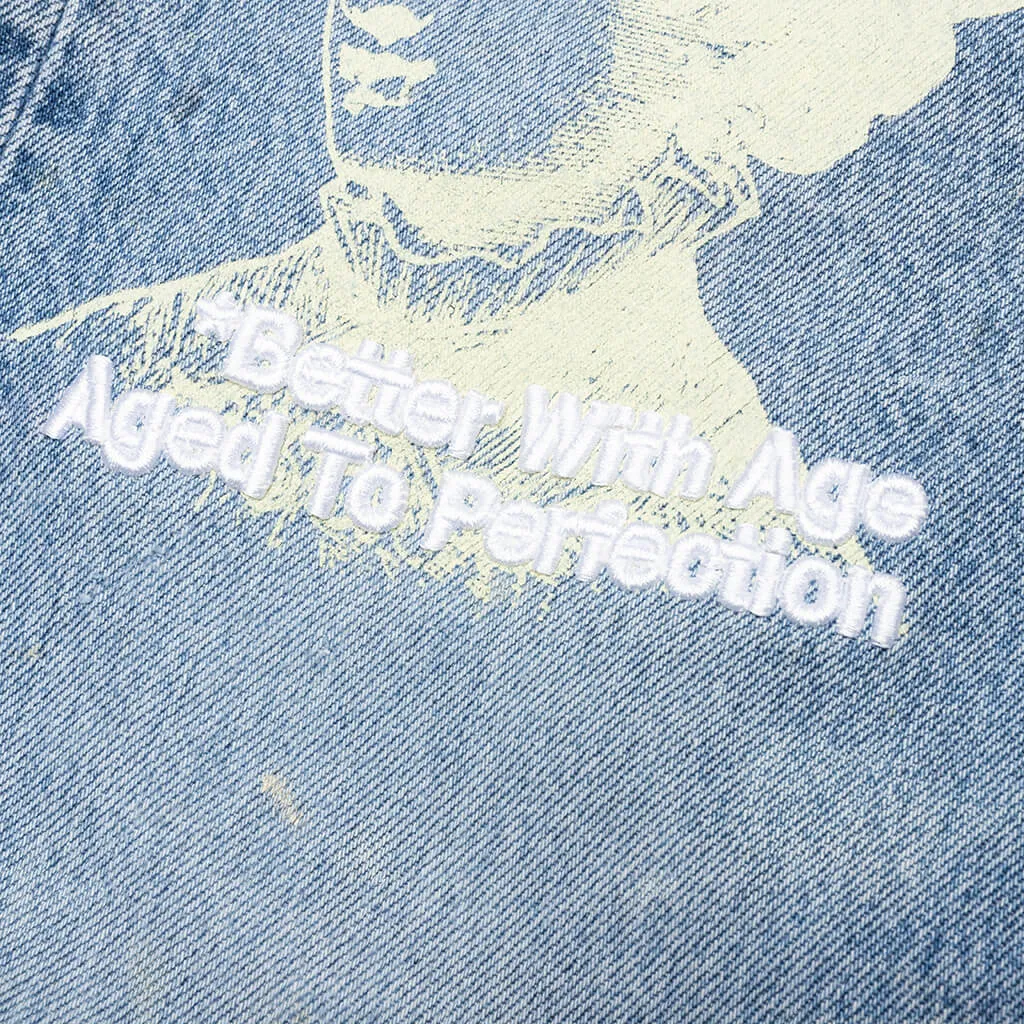 *Better With Age
Aged To Perfection